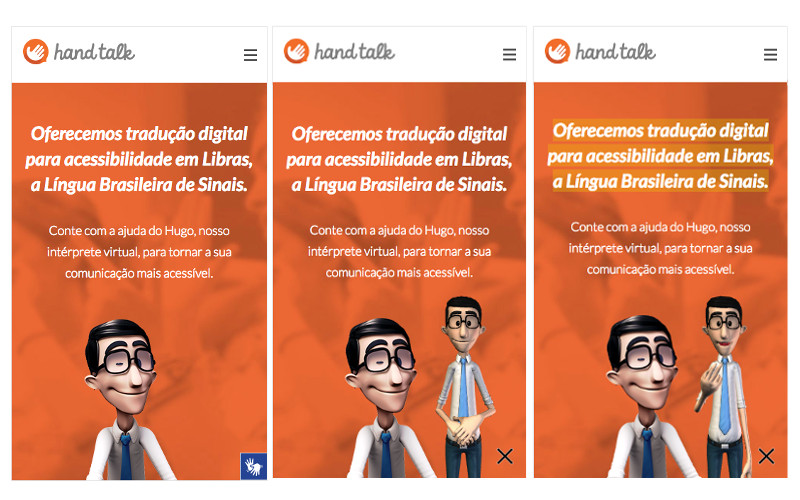 hand talk
Oferecemos tradução digital
para acessibilidade em Libras,
a Língua Brasileira de Sinais.
Conte com a ajuda do Hugo, nosso
intérprete virtual, para tornar a sua
comunicação mais acessível.
hand talk
Oferecemos tradução digital
para acessibilidade em Libras,
a Língua Brasileira de Sinais.
Conte com a ajuda do Hugo, nosso
intérprete virtual, para tornar a sua
comunicação mais acessível.
hand talk
Oferecemos tradução digital
para acessibilidade em Libras,
a Língua Brasileira de Sinais.
Conte com a ajuda do Hugo, nosso
intérprete virtual, para tornar a sua
comunicação mais acessível.